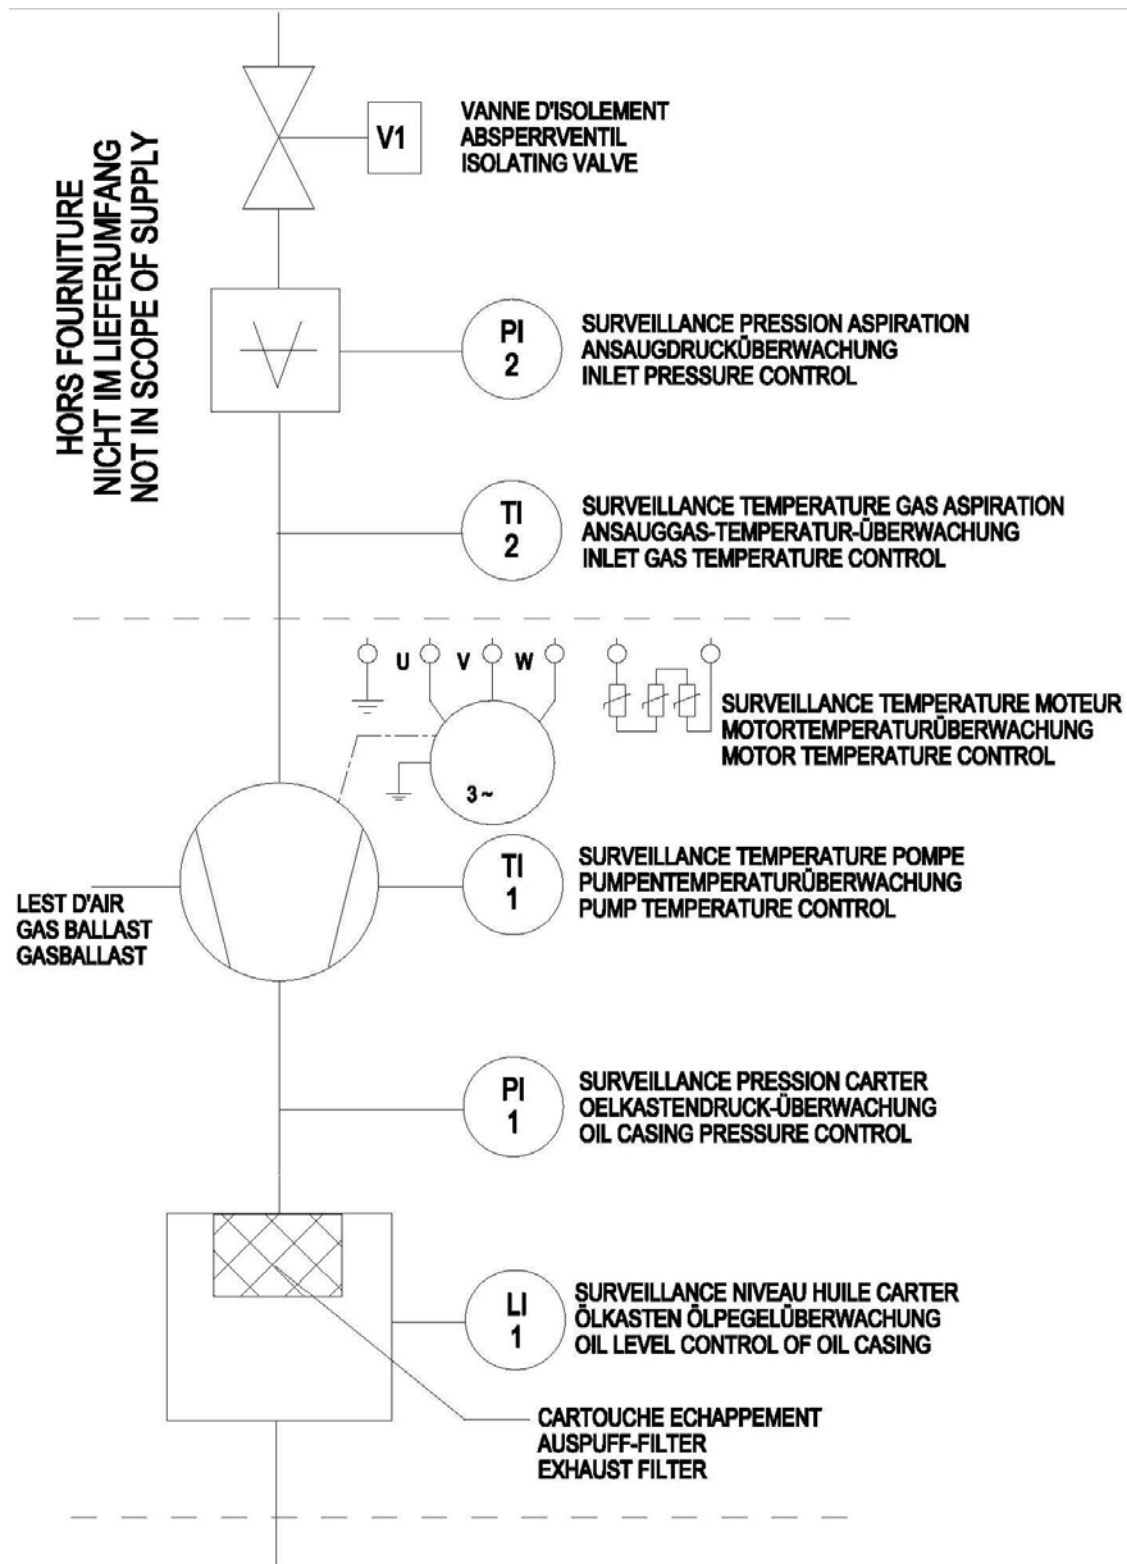 HORS FOURNITURE
NICHT IM LIEFERUMFANG
NOT IN SCOPE OF SUPPLY
V1
VANNE D'ISOLEMENT
ABSPERRVENTIL
ISOLATING VALVE
PI
2
SURVEILLANCE PRESSION ASPIRATION
ANSAUGDRUCKÜBERWACHUNG
INLET PRESSURE CONTROL
TI
2
SURVEILLANCE TEMPERATURE GAS ASPIRATION
ANSAUGGAS-TEMPERATUR-ÜBERWACHUNG
INLET GAS TEMPERATURE CONTROL
U V W
3~
SURVEILLANCE TEMPERATURE MOTEUR
MOTORTEMPERATURÜBERWACHUNG
MOTOR TEMPERATURE CONTROL
LEST D'AIR
GAS BALLAST
GASBALLAST
TI
1
SURVEILLANCE TEMPERATURE POMPE
PUMPENTEMPERATURÜBERWACHUNG
PUMP TEMPERATURE CONTROL
PI
1
SURVEILLANCE PRESSION CARTER
OELKASTENDRUCK-ÜBERWACHUNG
OIL CASING PRESSURE CONTROL
LI
1
SURVEILLANCE NIVEAU HUILE CARTER
ÖLKASTEN ÖLPEGELÜBERWACHUNG
OIL LEVEL CONTROL OF OIL CASING
CARTOUCHE ECHAPPEMENT
AUSPUFF-FILTER
EXHAUST FILTER